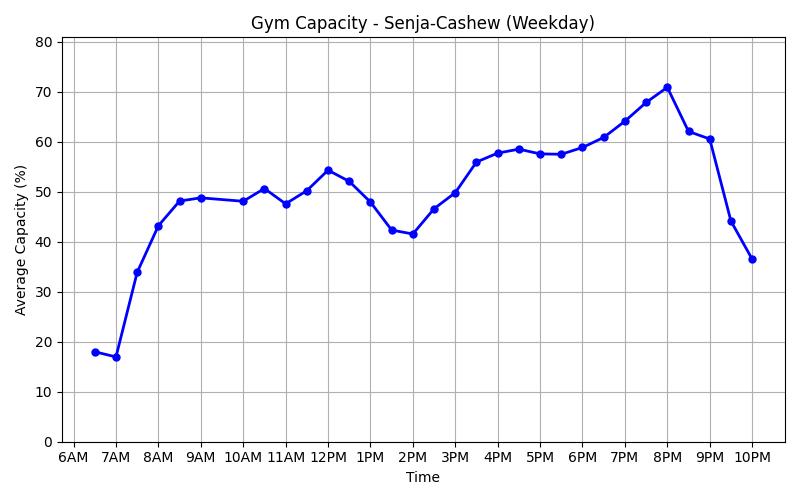 Gym Capacity - Senja-Cashew (Weekday)
80
70
60
50
40
30
20
10
0
Average Capacity (%)
6AM 7AM 8AM 9AM 10AM 11AM 12PM 1PM 2PM 3PM 4PM 5PM 6PM 7PM 8PM 9PM 10PM
Time